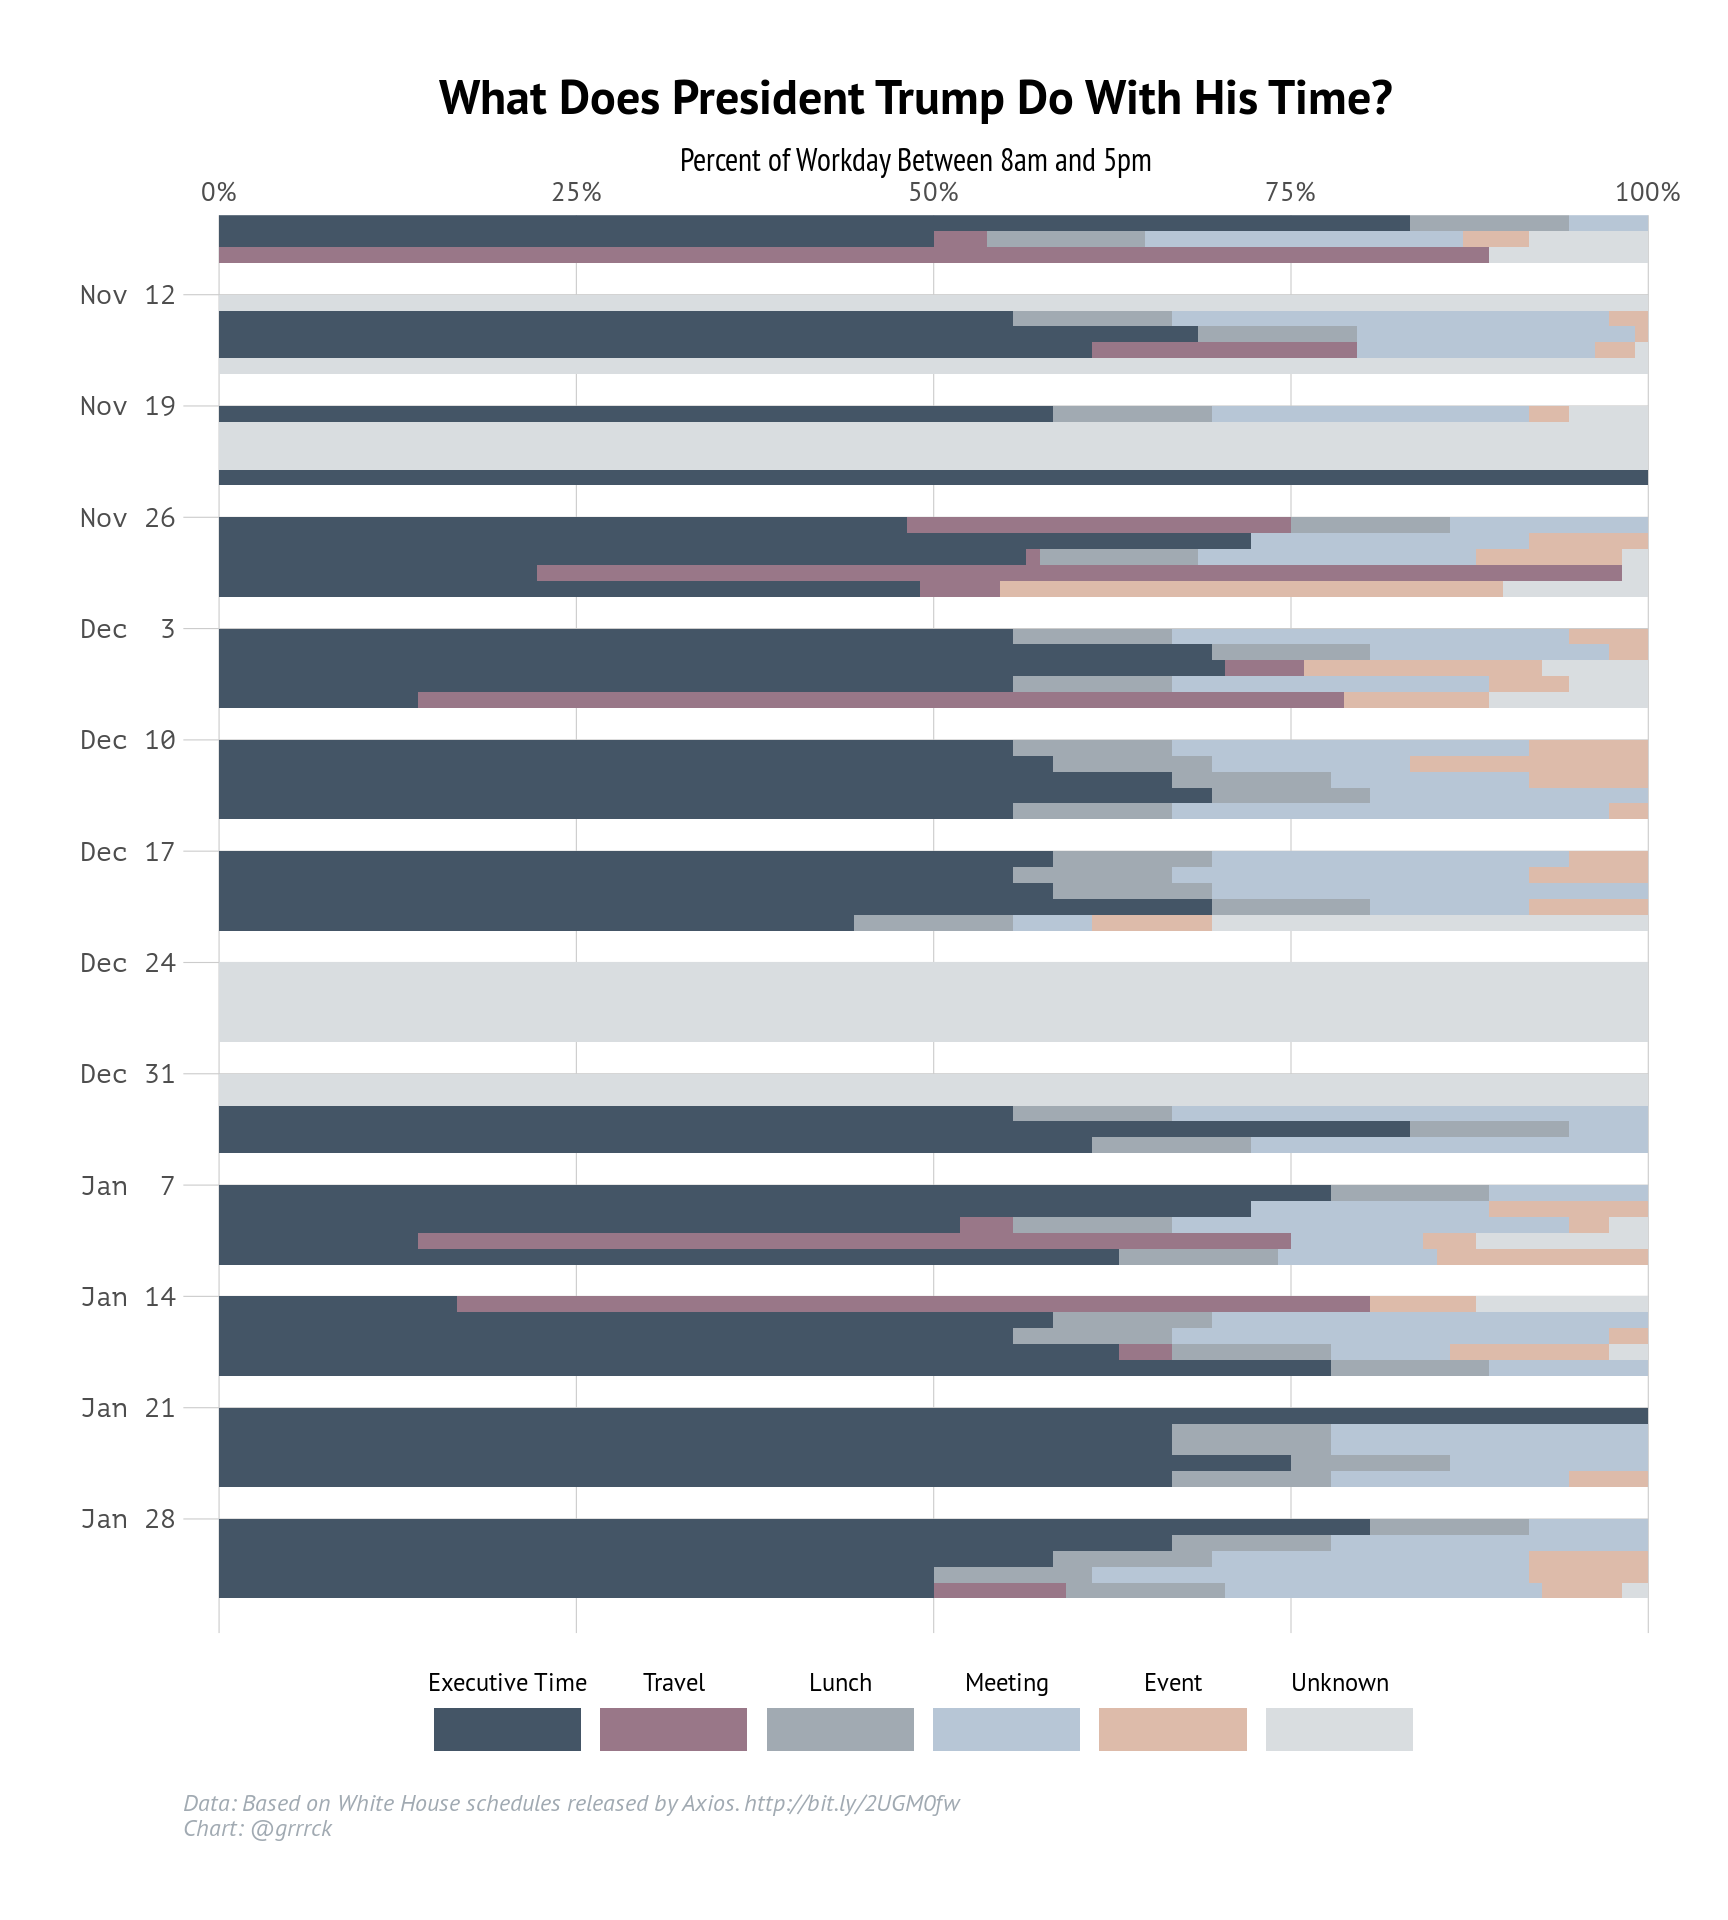 What Does President Trump Do With His Time?
Percent of Workday Between 8am and 5pm
0% 25% 50% 75% 100%
Nov 12
Nov 19
Nov 26
Dec 3
Dec 10
Dec 17
Dec 24
Dec 31
Jan 7
Jan 14
Jan 21
Jan 28
Executive Time Travel Lunch Meeting Event Unknown
Data: Based on White House schedules released by Axios. http://bit.ly/2UGM0fw
Chart: @grrrck